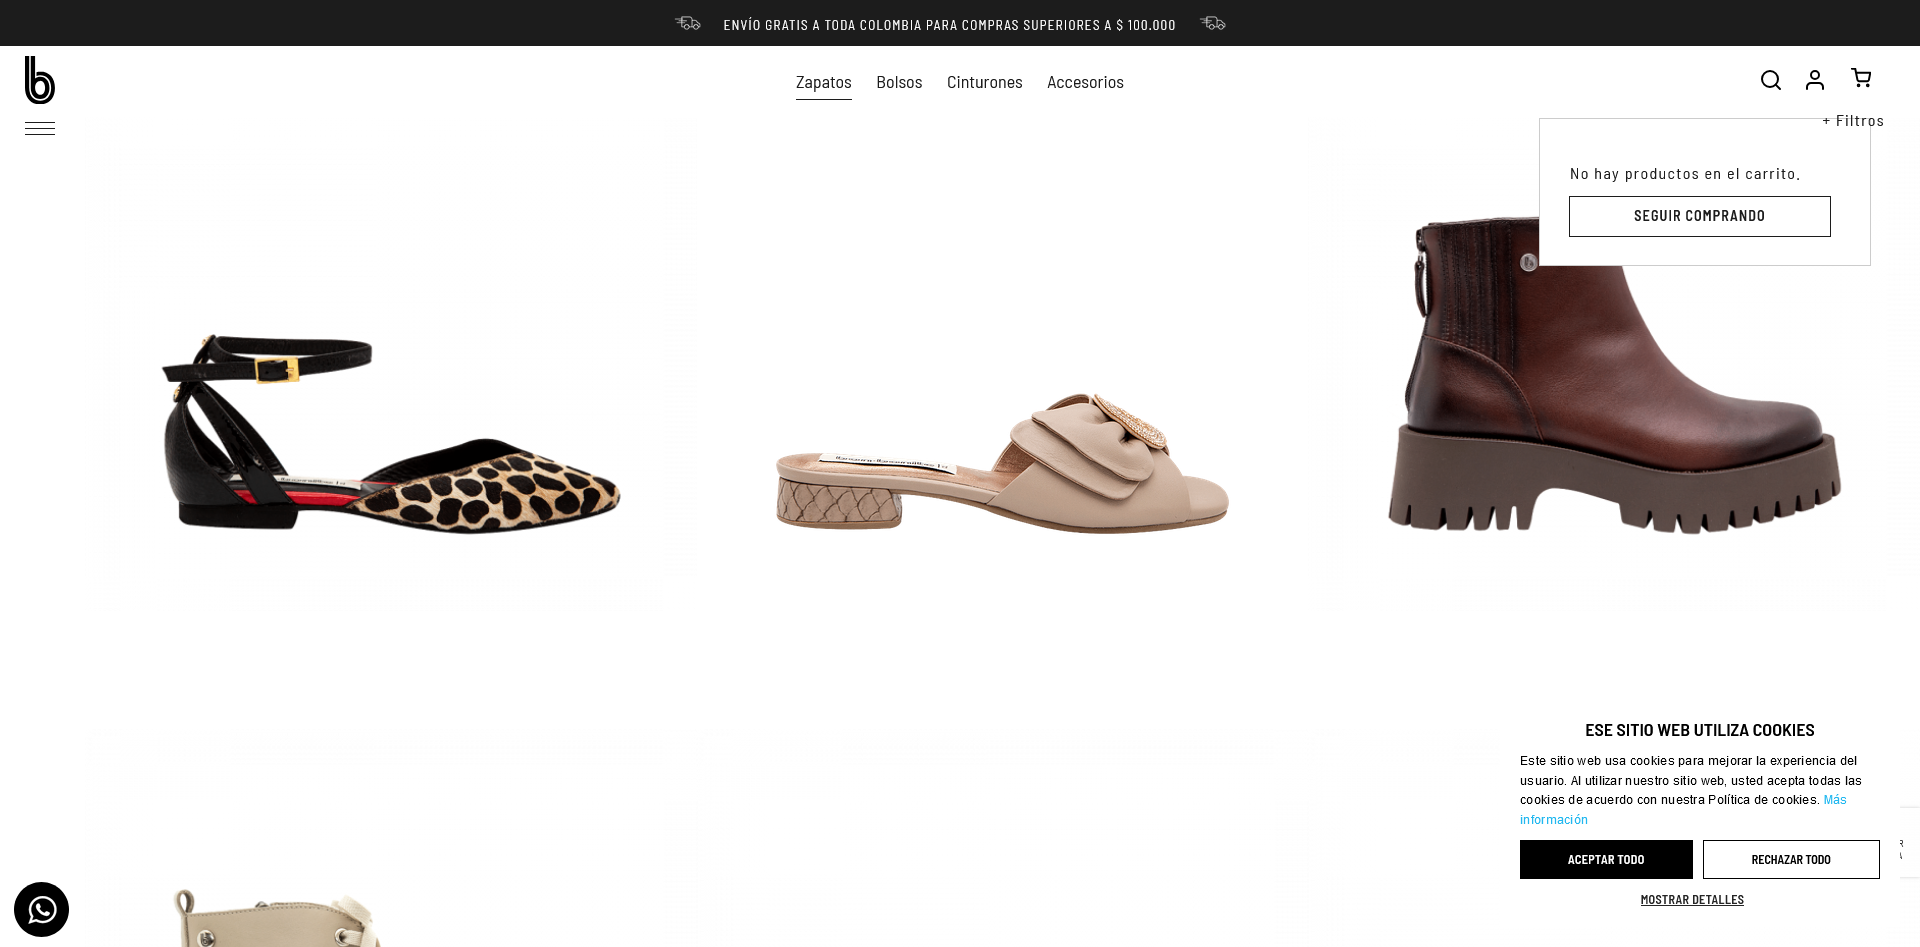 ENVÍO GRATIS A TODA COLOMBIA PARA COMPRAS SUPERIORES A $ 100.000
b
Zapatos Bolsos Cinturones Accesorios
+ Filtros
No hay productos en el carrito.
SEGUIR COMPRANDO
ESE SITIO WEB UTILIZA COOKIES
Este sitio web usa cookies para mejorar la experiencia del
usuario. Al utilizar nuestro sitio web, usted acepta todas las
cookies de acuerdo con nuestra Política de cookies. Más
información
ACEPTAR TODO RECHAZAR TODO
MOSTRAR DETALLES